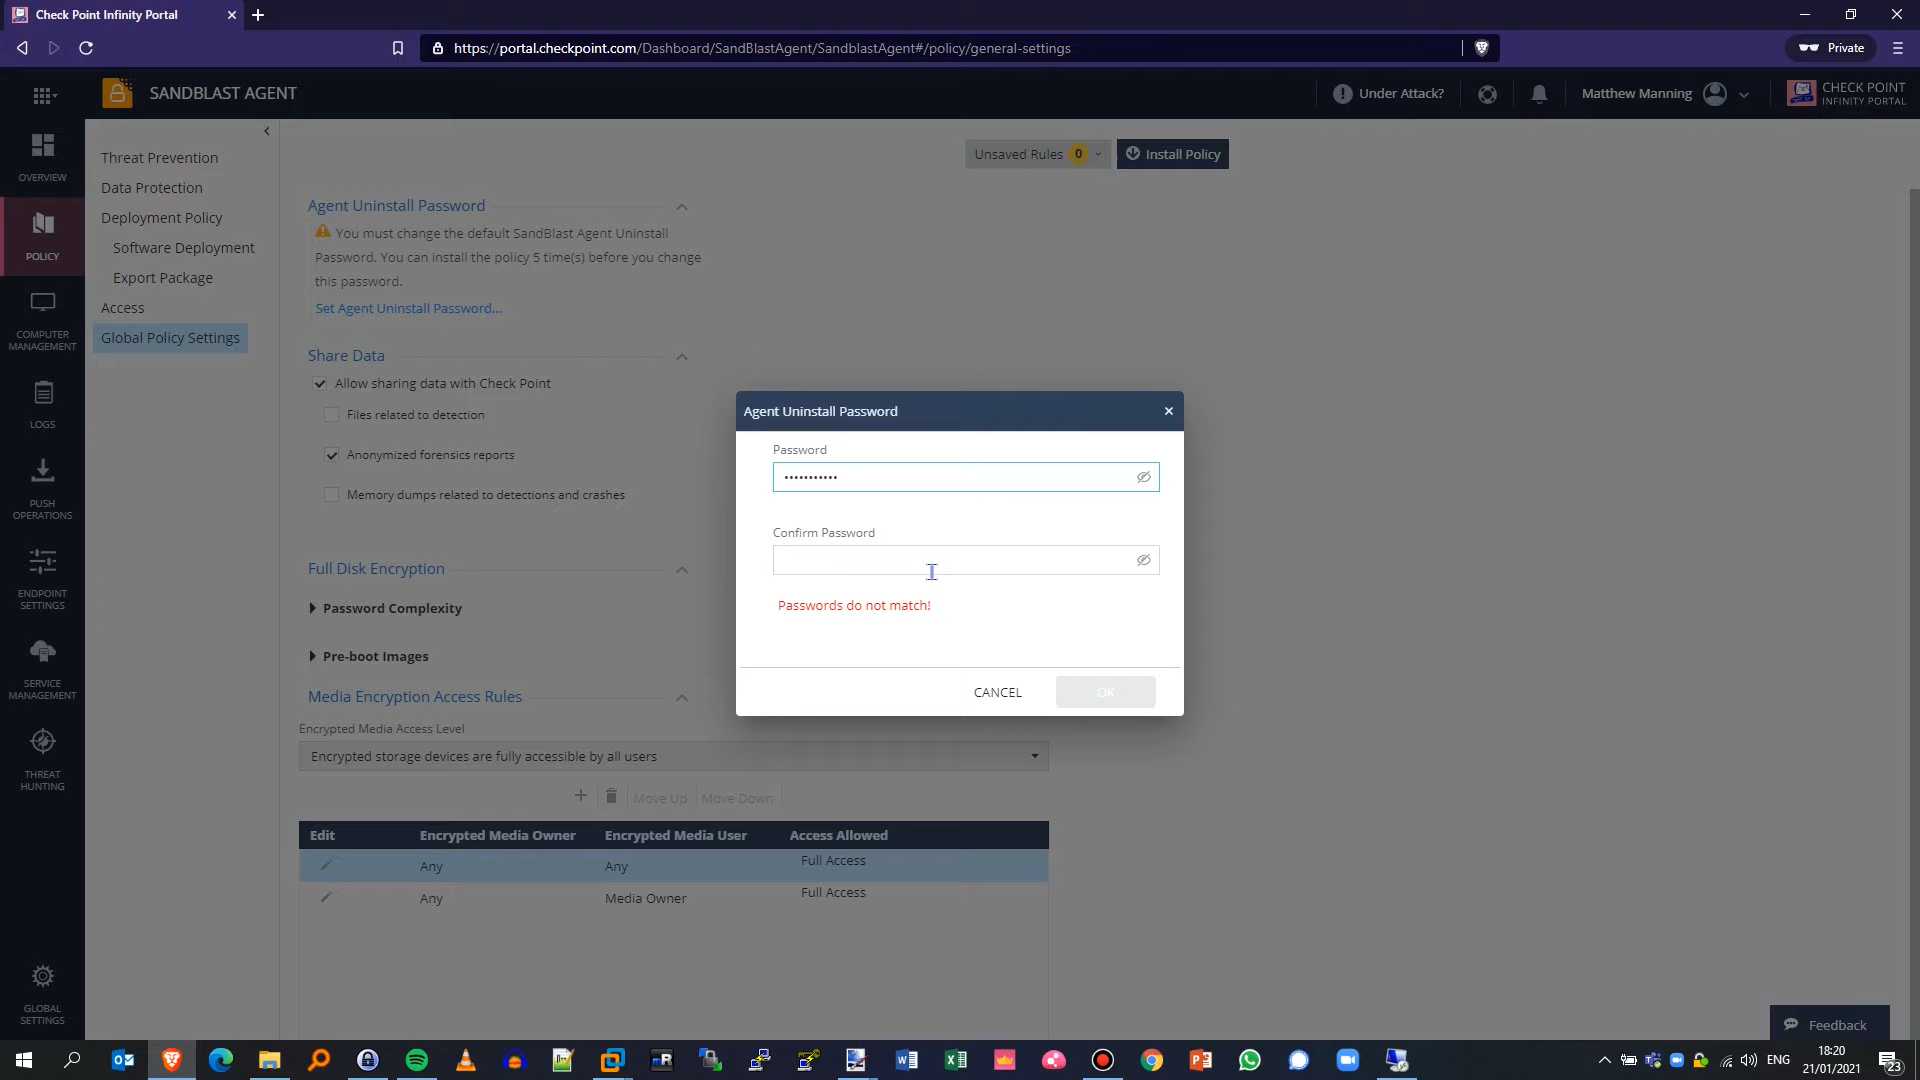 Check Point Infinity Portal
https://portal.checkpoint.com/Dashboard/SandBlastAgent/SandblastAgent#/policy/general-settings
Private
SANDBLAST AGENT
Under Attack?
Matthew Manning
CHECK POINT
INFINITY PORTAL
OVERVIEW
POLICY
COMPUTER
MANAGEMENT
LOGS
PUSH
OPERATIONS
ENDPOINT
SETTINGS
SERVICE
MANAGEMENT
THREAT
HUNTING
GLOBAL
SETTINGS
Threat Prevention
Data Protection
Deployment Policy
Software Deployment
Export Package
Access
Global Policy Settings
Unsaved Rules 0
Install Policy
Agent Uninstall Password
You must change the default SandBlast Agent Uninstall
Password. You can install the policy 5 time(s) before you change
this password.
Set Agent Uninstall Password...
Share Data
Allow sharing data with Check Point
Files related to detection
Anonymized forensics reports
Memory dumps related to detections and crashes
Full Disk Encryption
Password Complexity
Pre-boot Images
Media Encryption Access Rules
Encrypted Media Access Level
Encrypted storage devices are fully accessible by all users
Move Up Move Down
Edit Encrypted Media Owner Encrypted Media User Access Allowed
Any Any Full Access
Any Media Owner Full Access
Agent Uninstall Password
Password
•••••••••••
Confirm Password
Passwords do not match!
CANCEL OK
Feedback
ENG
18:20
21/01/2021
23